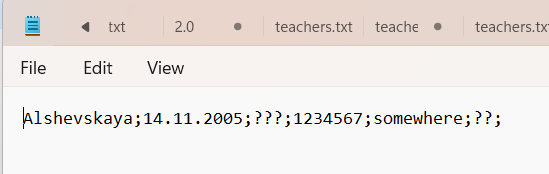 txt 2.0 teachers.txt teache teachers.tx
File Edit View
Alshevskaya;14.11.2005;???;1234567;somewhere;??;